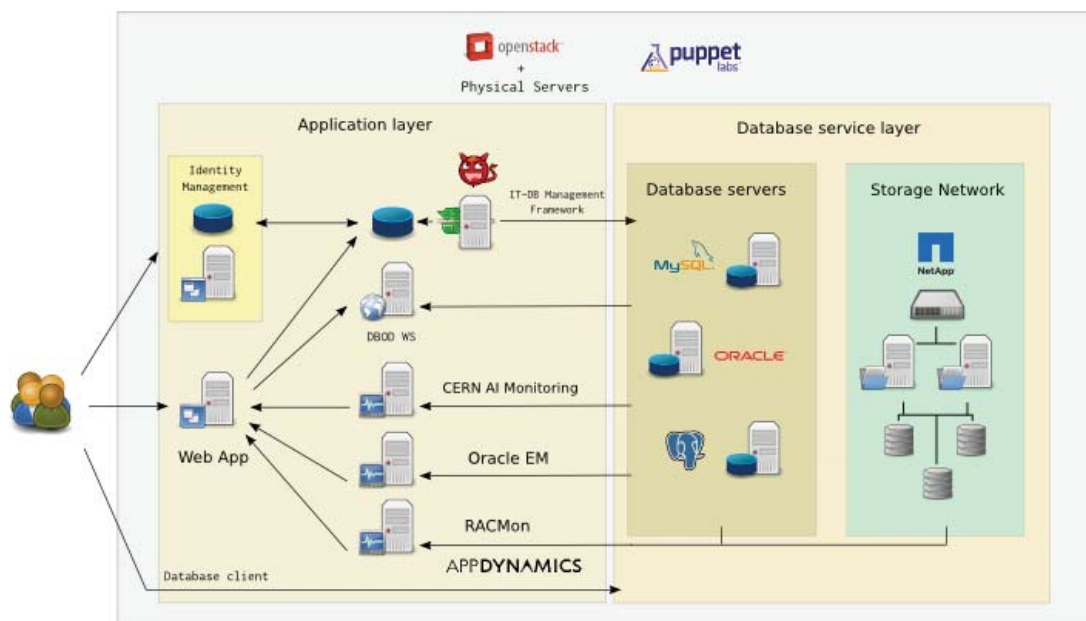 openstack
+
Physical Servers
puppet
labs
Application layer
Database service layer
Identity
Management
IT-DB Management
Framework
Database servers
Storage Network
MySQL
NetApp
DBOD WS
ORACLE
CERN AI Monitoring
Web App
Oracle EM
RACMon
APPDYNAMICS
Database client